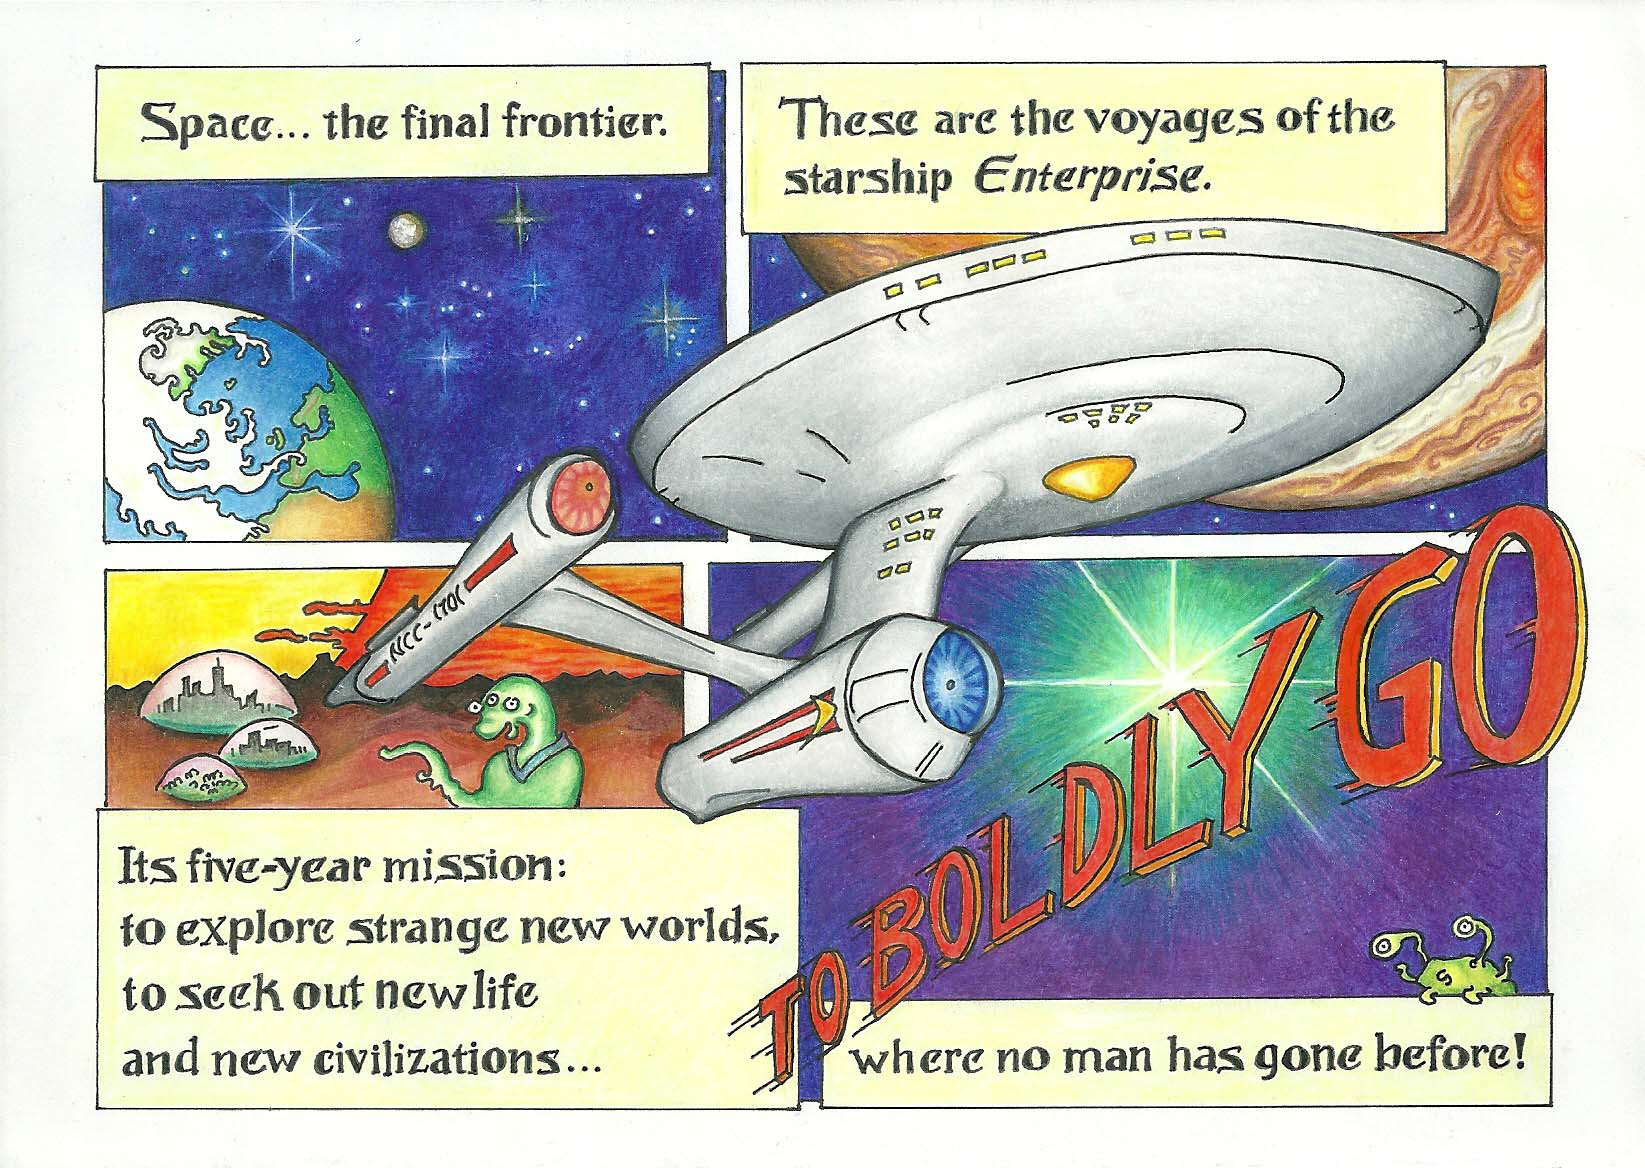 Space... the final frontier.
These are the voyages of the
starship Enterprise.
NCC-1701
Its five-year mission:
to explore strange new worlds,
to seek out new life
and new civilizations...
TO BOLDLY GO
where no man has gone before!
S